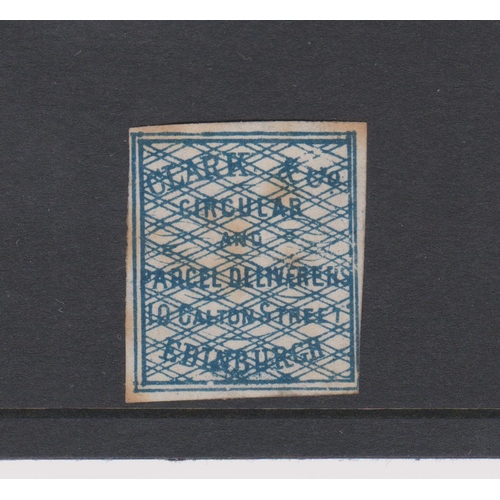 CLARK & Co.
CIRCULAR
AND
PARCEL DELIVERERS
10 CALTON STREET
EDINBURGH